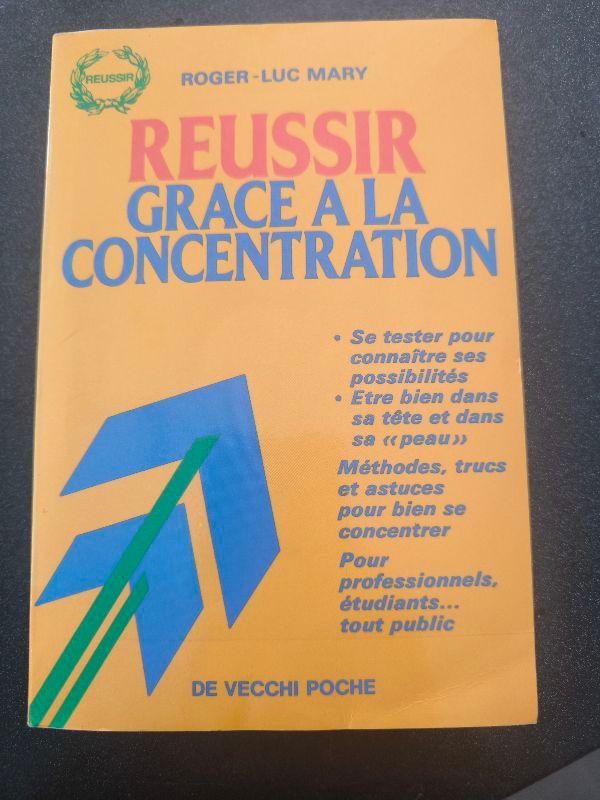 REUSSIR
ROGER-LUC MARY
REUSSIR
GRACE A LA
CONCENTRATION
• Se tester pour
connaître ses
possibilités
• Etre bien dans
sa tête et dans
sa «peau»
Méthodes, trucs
et astuces
pour bien se
concentrer
Pour
professionnels,
étudiants...
tout public
DE VECCHI POCHE